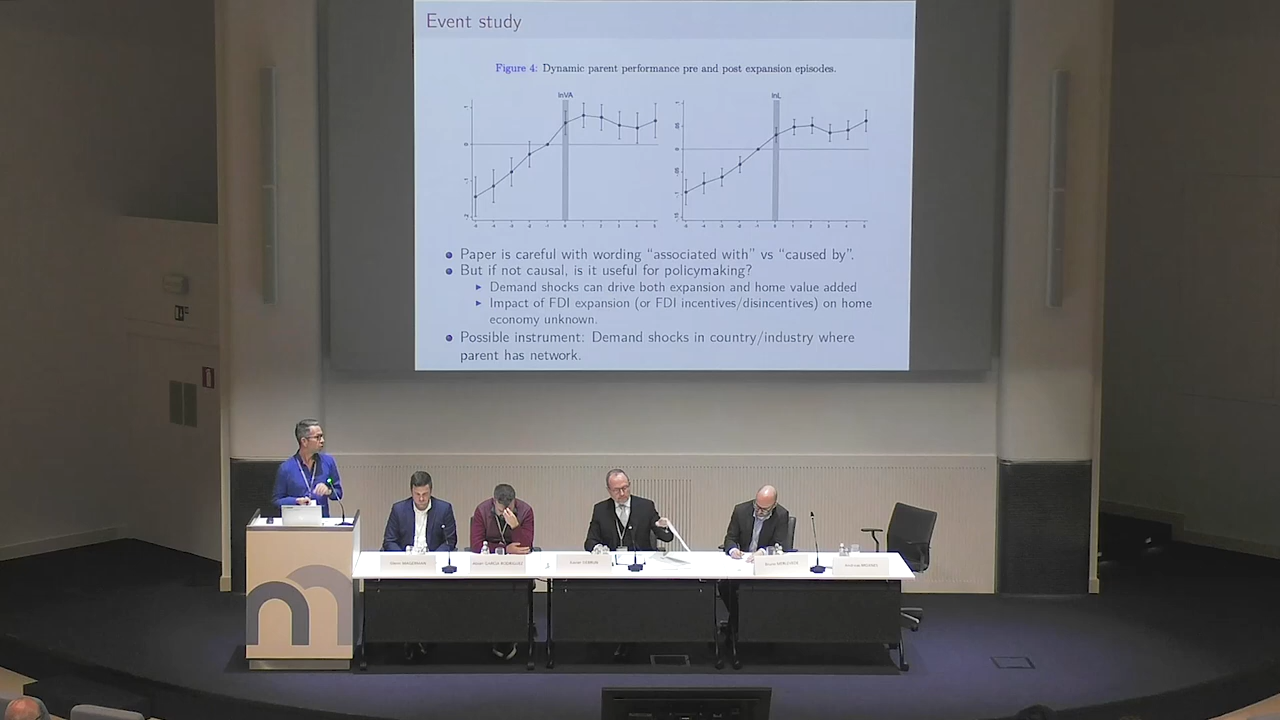 Event study
Figure 4: Dynamic parent performance pre and post expansion episodes.
lnVA
lnL
Paper is careful with wording “associated with” vs “caused by”.
But if not causal, is it useful for policymaking?
Demand shocks can drive both expansion and home value added
Impact of FDI expansion (or FDI incentives/disincentives) on home
economy unknown.
Possible instrument: Demand shocks in country/industry where
parent has network.